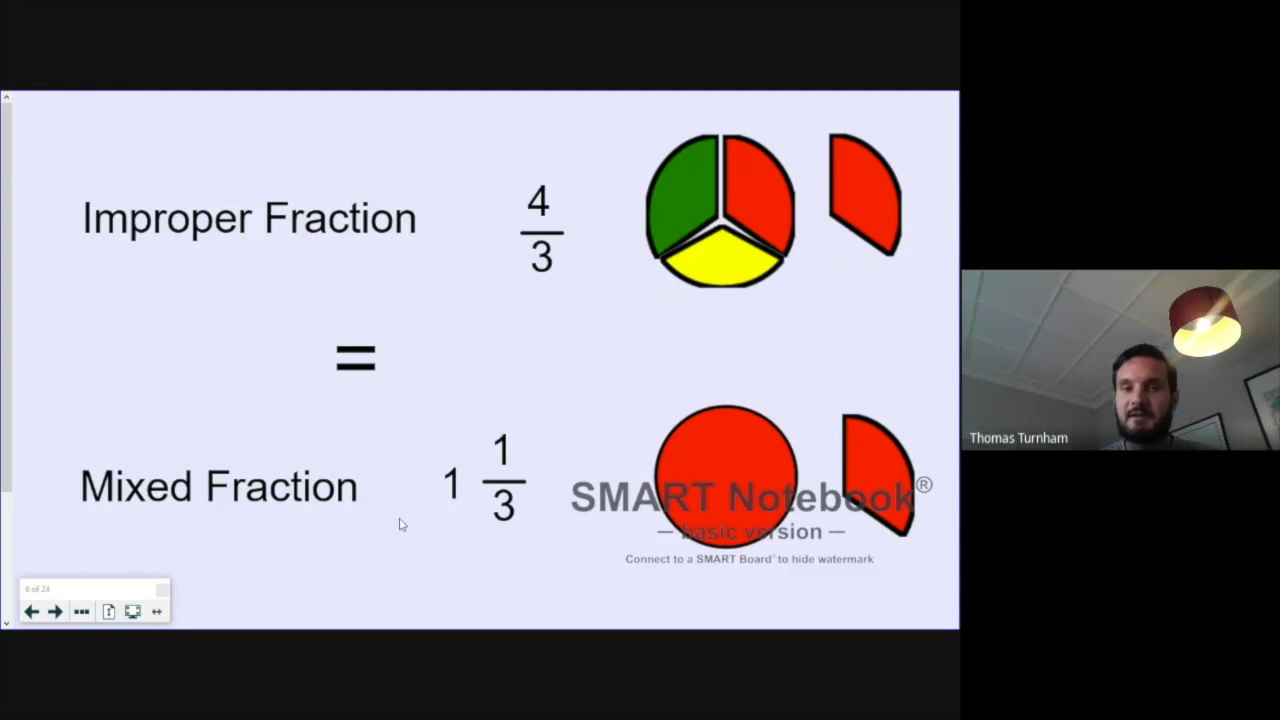 Improper Fraction
4
3
=
Mixed Fraction
1
1
3
SMART Notebook®
— basic version —
Connect to a SMART Board® to hide watermark
6 of 24
Thomas Turnham